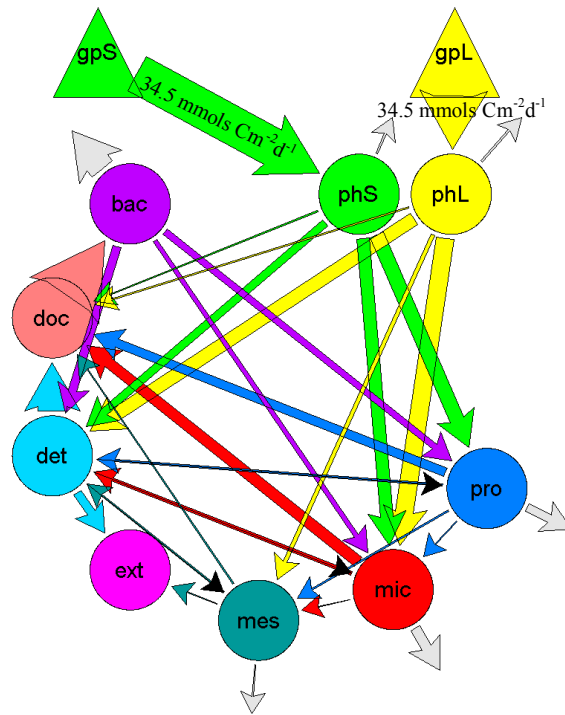 gpS
gpL
34.5 mmols Cm⁻²d⁻¹
34.5 mmols Cm⁻²d⁻¹
phS
phL
bac
doc
det
pro
ext
mic
mes